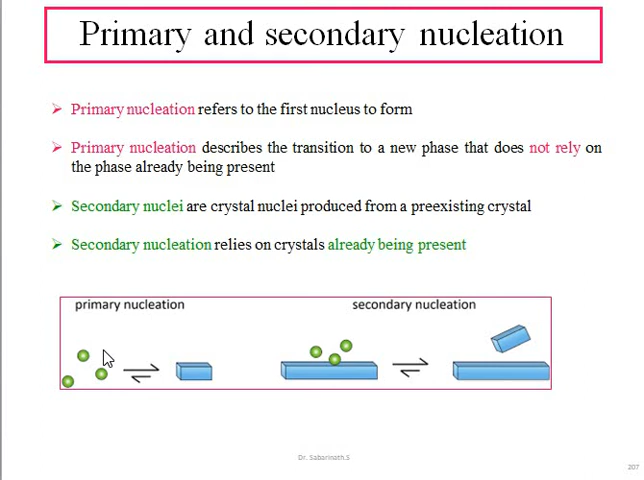 Primary and secondary nucleation
➢ Primary nucleation refers to the first nucleus to form
➢ Primary nucleation describes the transition to a new phase that does not rely on
the phase already being present
➢ Secondary nuclei are crystal nuclei produced from a preexisting crystal
➢ Secondary nucleation relies on crystals already being present
primary nucleation
secondary nucleation
Dr. Sabarinath.S
207